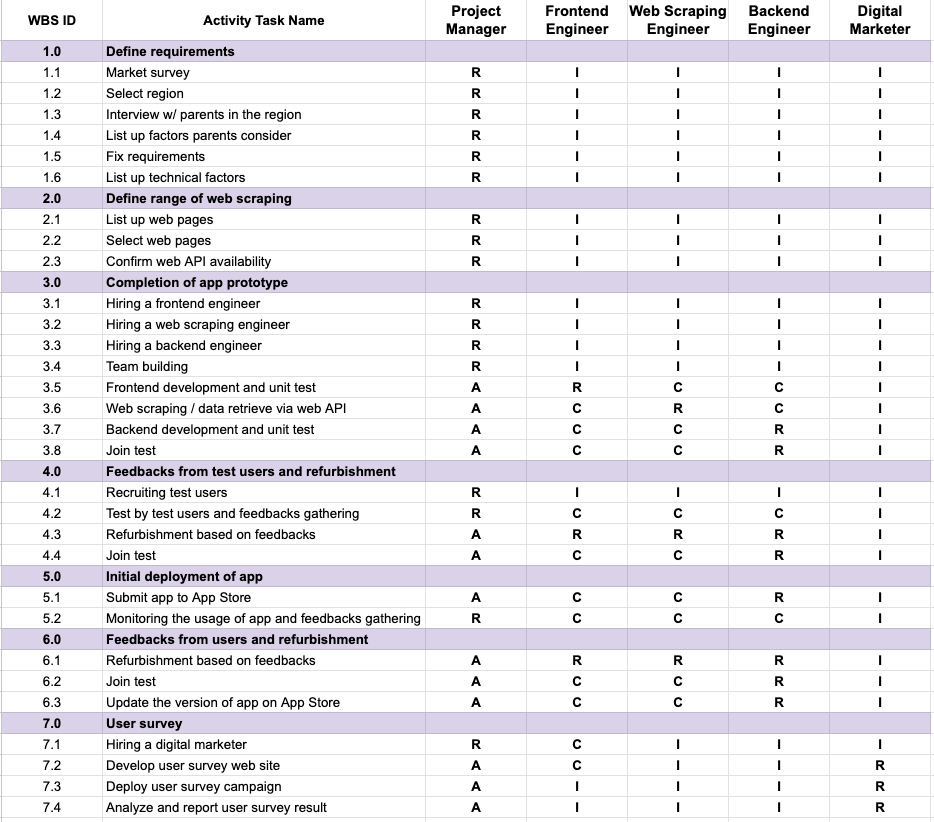 WBS ID Activity Task Name Project Manager Frontend Engineer Web Scraping Engineer Backend Engineer Digital Marketer
1.0 Define requirements
1.1 Market survey R I I I I
1.2 Select region R I I I I
1.3 Interview w/ parents in the region R I I I I
1.4 List up factors parents consider R I I I I
1.5 Fix requirements R I I I I
1.6 List up technical factors R I I I I
2.0 Define range of web scraping
2.1 List up web pages R I I I I
2.2 Select web pages R I I I I
2.3 Confirm web API availability R I I I I
3.0 Completion of app prototype
3.1 Hiring a frontend engineer R I I I I
3.2 Hiring a web scraping engineer R I I I I
3.3 Hiring a backend engineer R I I I I
3.4 Team building R I I I I
3.5 Frontend development and unit test A R C C I
3.6 Web scraping / data retrieve via web API A C R C I
3.7 Backend development and unit test A C C R I
3.8 Join test A C C R I
4.0 Feedbacks from test users and refurbishment
4.1 Recruiting test users R I I I I
4.2 Test by test users and feedbacks gathering R C C C I
4.3 Refurbishment based on feedbacks A R R R I
4.4 Join test A C C R I
5.0 Initial deployment of app
5.1 Submit app to App Store A C C R I
5.2 Monitoring the usage of app and feedbacks gathering R C C C I
6.0 Feedbacks from users and refurbishment
6.1 Refurbishment based on feedbacks A R R R I
6.2 Join test A C C R I
6.3 Update the version of app on App Store A C C R I
7.0 User survey
7.1 Hiring a digital marketer R C I I I
7.2 Develop user survey web site A C I I R
7.3 Deploy user survey campaign A I I I R
7.4 Analyze and report user survey result A I I I R